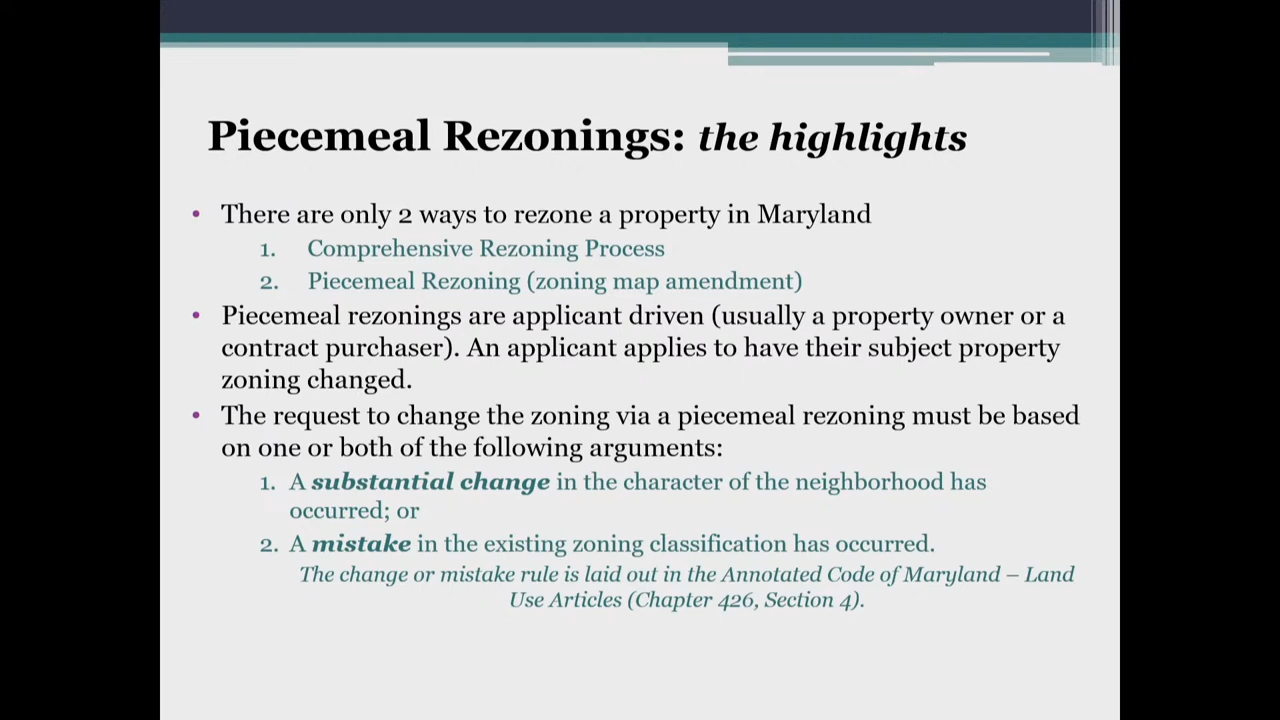 Piecemeal Rezonings: the highlights
• There are only 2 ways to rezone a property in Maryland
1. Comprehensive Rezoning Process
2. Piecemeal Rezoning (zoning map amendment)
• Piecemeal rezonings are applicant driven (usually a property owner or a
contract purchaser). An applicant applies to have their subject property
zoning changed.
• The request to change the zoning via a piecemeal rezoning must be based
on one or both of the following arguments:
1. A substantial change in the character of the neighborhood has
occurred; or
2. A mistake in the existing zoning classification has occurred.
The change or mistake rule is laid out in the Annotated Code of Maryland – Land
Use Articles (Chapter 426, Section 4).